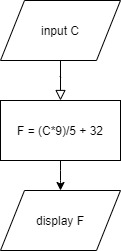 input C
F = (C*9)/5 + 32
display F